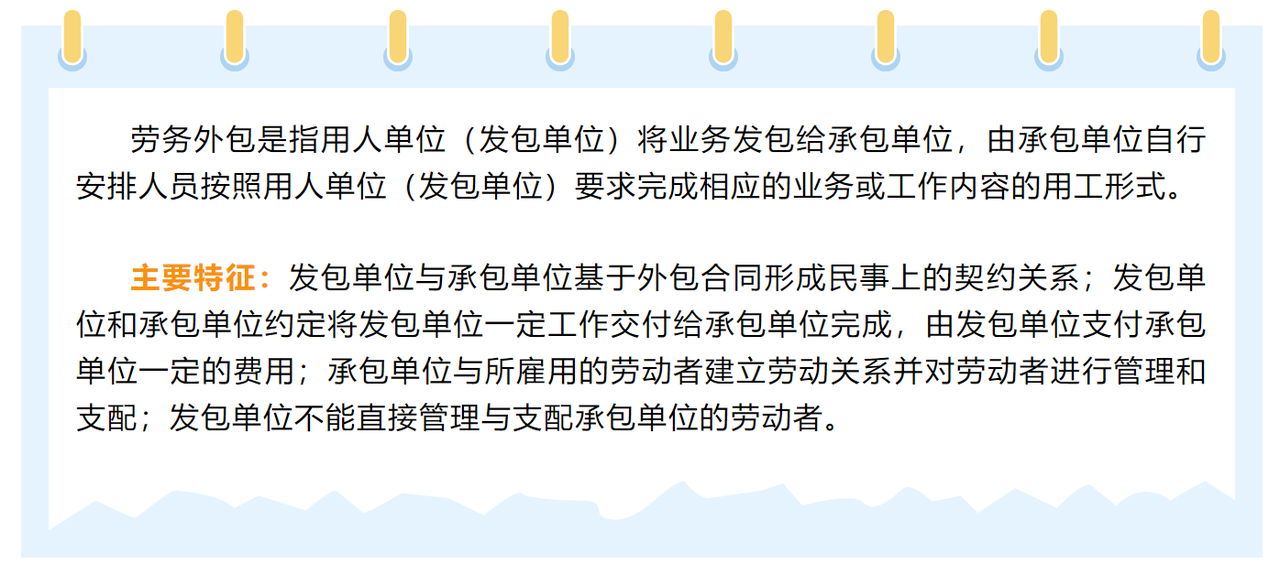 劳务外包是指用人单位（发包单位）将业务发包给承包单位，由承包单位自行
安排人员按照用人单位（发包单位）要求完成相应的业务或工作内容的用工形式。
主要特征：发包单位与承包单位基于外包合同形成民事上的契约关系；发包单
位和承包单位约定将发包单位一定工作交付给承包单位完成，由发包单位支付承包
单位一定的费用；承包单位与所雇用的劳动者建立劳动关系并对劳动者进行管理和
支配；发包单位不能直接管理与支配承包单位的劳动者。